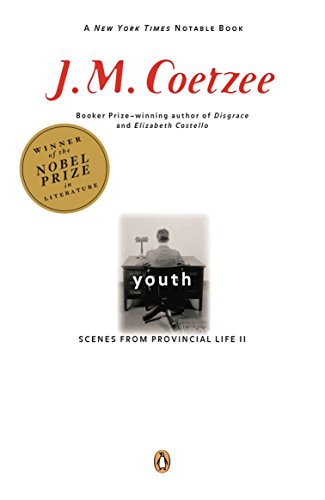 A New York Times Notable Book
J. M. Coetzee
Booker Prize–winning author of Disgrace
and Elizabeth Costello
WINNER
of the
NOBEL
PRIZE
in
LITERATURE
youth
SCENES FROM PROVINCIAL LIFE II